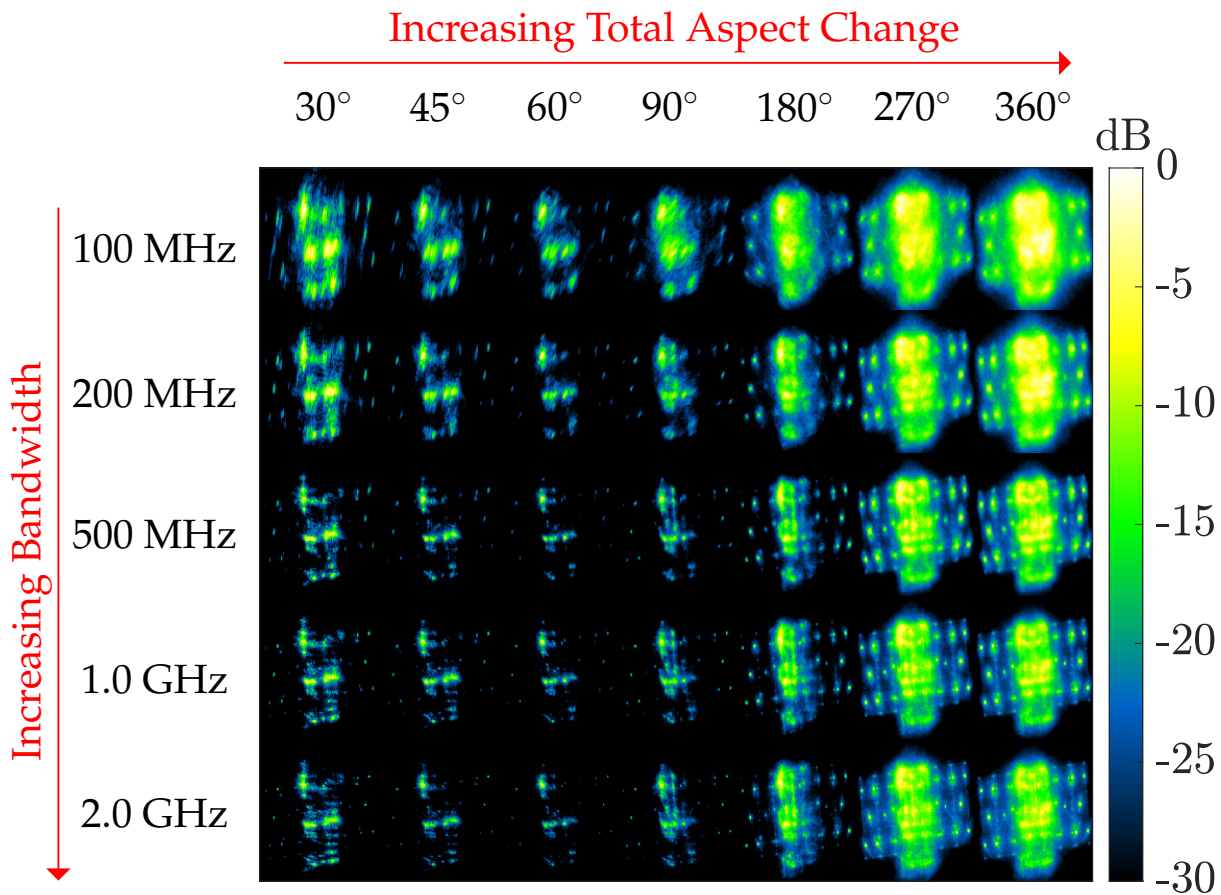 Increasing Total Aspect Change
30° 45° 60° 90° 180° 270° 360°
dB
0
-5
-10
-15
-20
-25
-30
Increasing Bandwidth
100 MHz
200 MHz
500 MHz
1.0 GHz
2.0 GHz